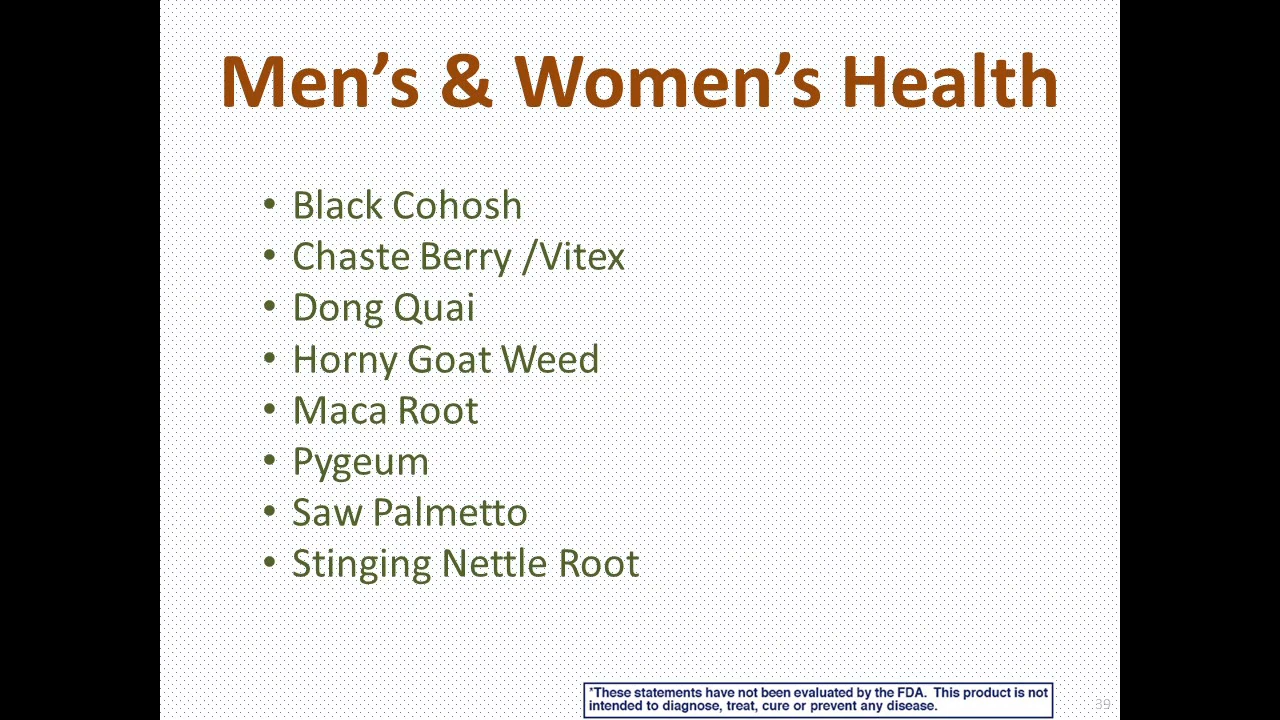 Men’s & Women’s Health
• Black Cohosh
• Chaste Berry /Vitex
• Dong Quai
• Horny Goat Weed
• Maca Root
• Pygeum
• Saw Palmetto
• Stinging Nettle Root
*These statements have not been evaluated by the FDA.  This product is not
intended to diagnose, treat, cure or prevent any disease.
39